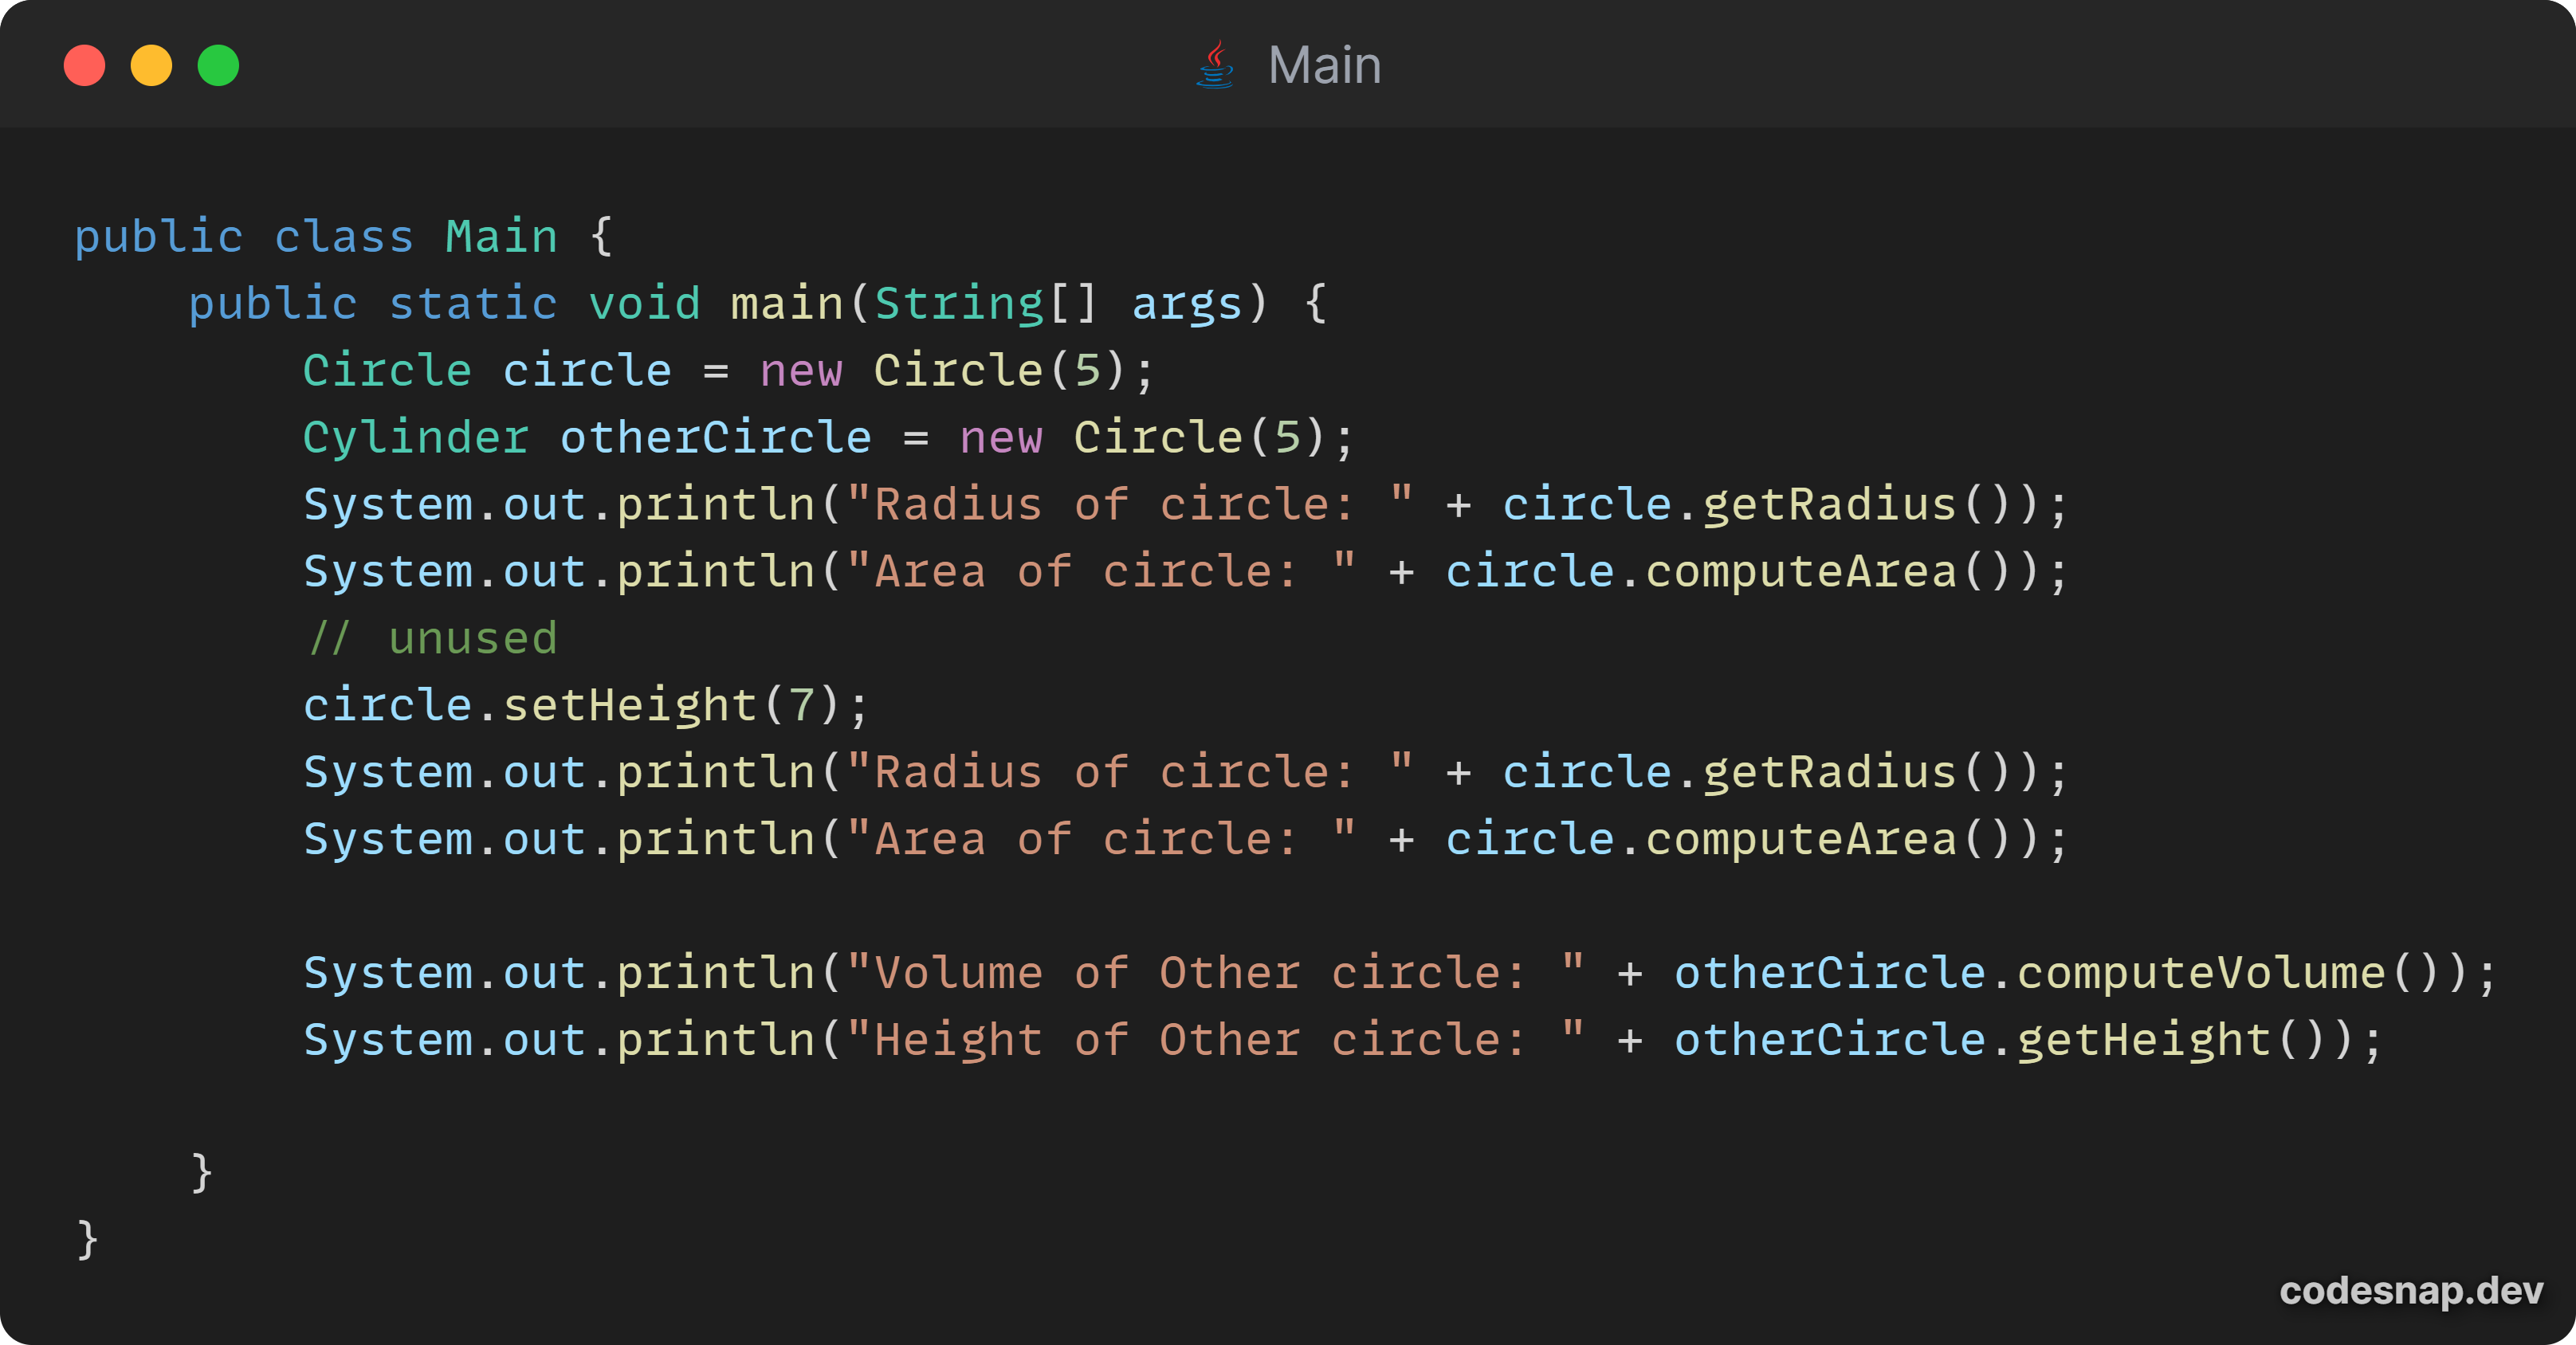 Main
public class Main {
    public static void main(String[] args) {
        Circle circle = new Circle(5);
        Cylinder otherCircle = new Circle(5);
        System.out.println("Radius of circle: " + circle.getRadius());
        System.out.println("Area of circle: " + circle.computeArea());
        // unused
        circle.setHeight(7);
        System.out.println("Radius of circle: " + circle.getRadius());
        System.out.println("Area of circle: " + circle.computeArea());
        System.out.println("Volume of Other circle: " + otherCircle.computeVolume());
        System.out.println("Height of Other circle: " + otherCircle.getHeight());
    }
}
codesnap.dev